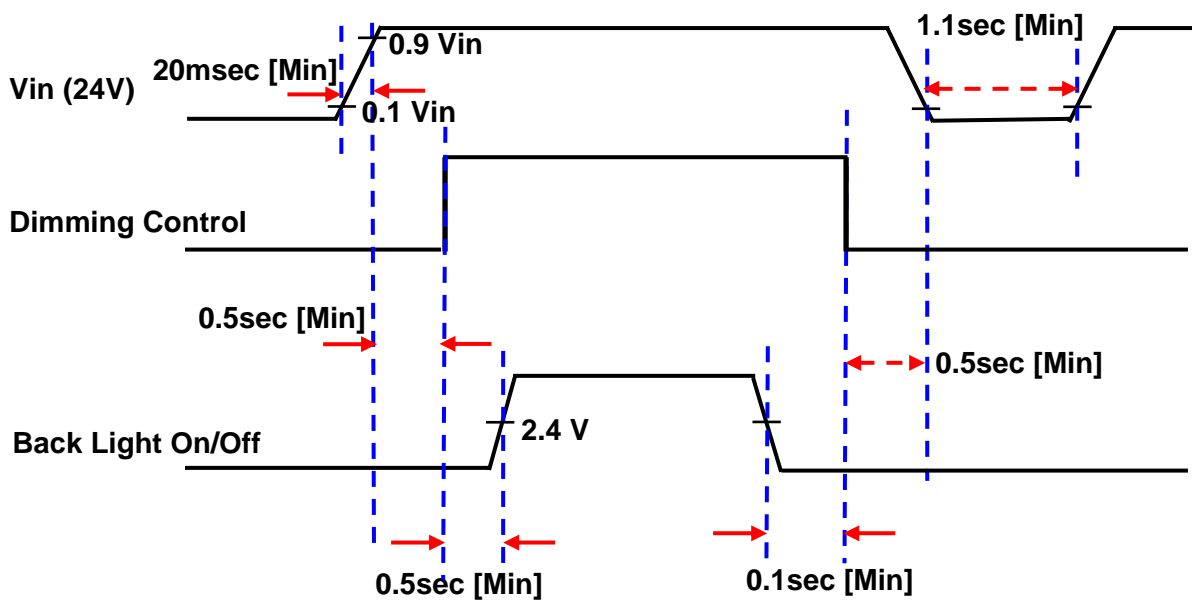 1.1sec [Min]
0.9 Vin
20msec [Min]
Vin (24V)
0.1 Vin
Dimming Control
0.5sec [Min]
0.5sec [Min]
2.4 V
Back Light On/Off
0.5sec [Min]
0.1sec [Min]